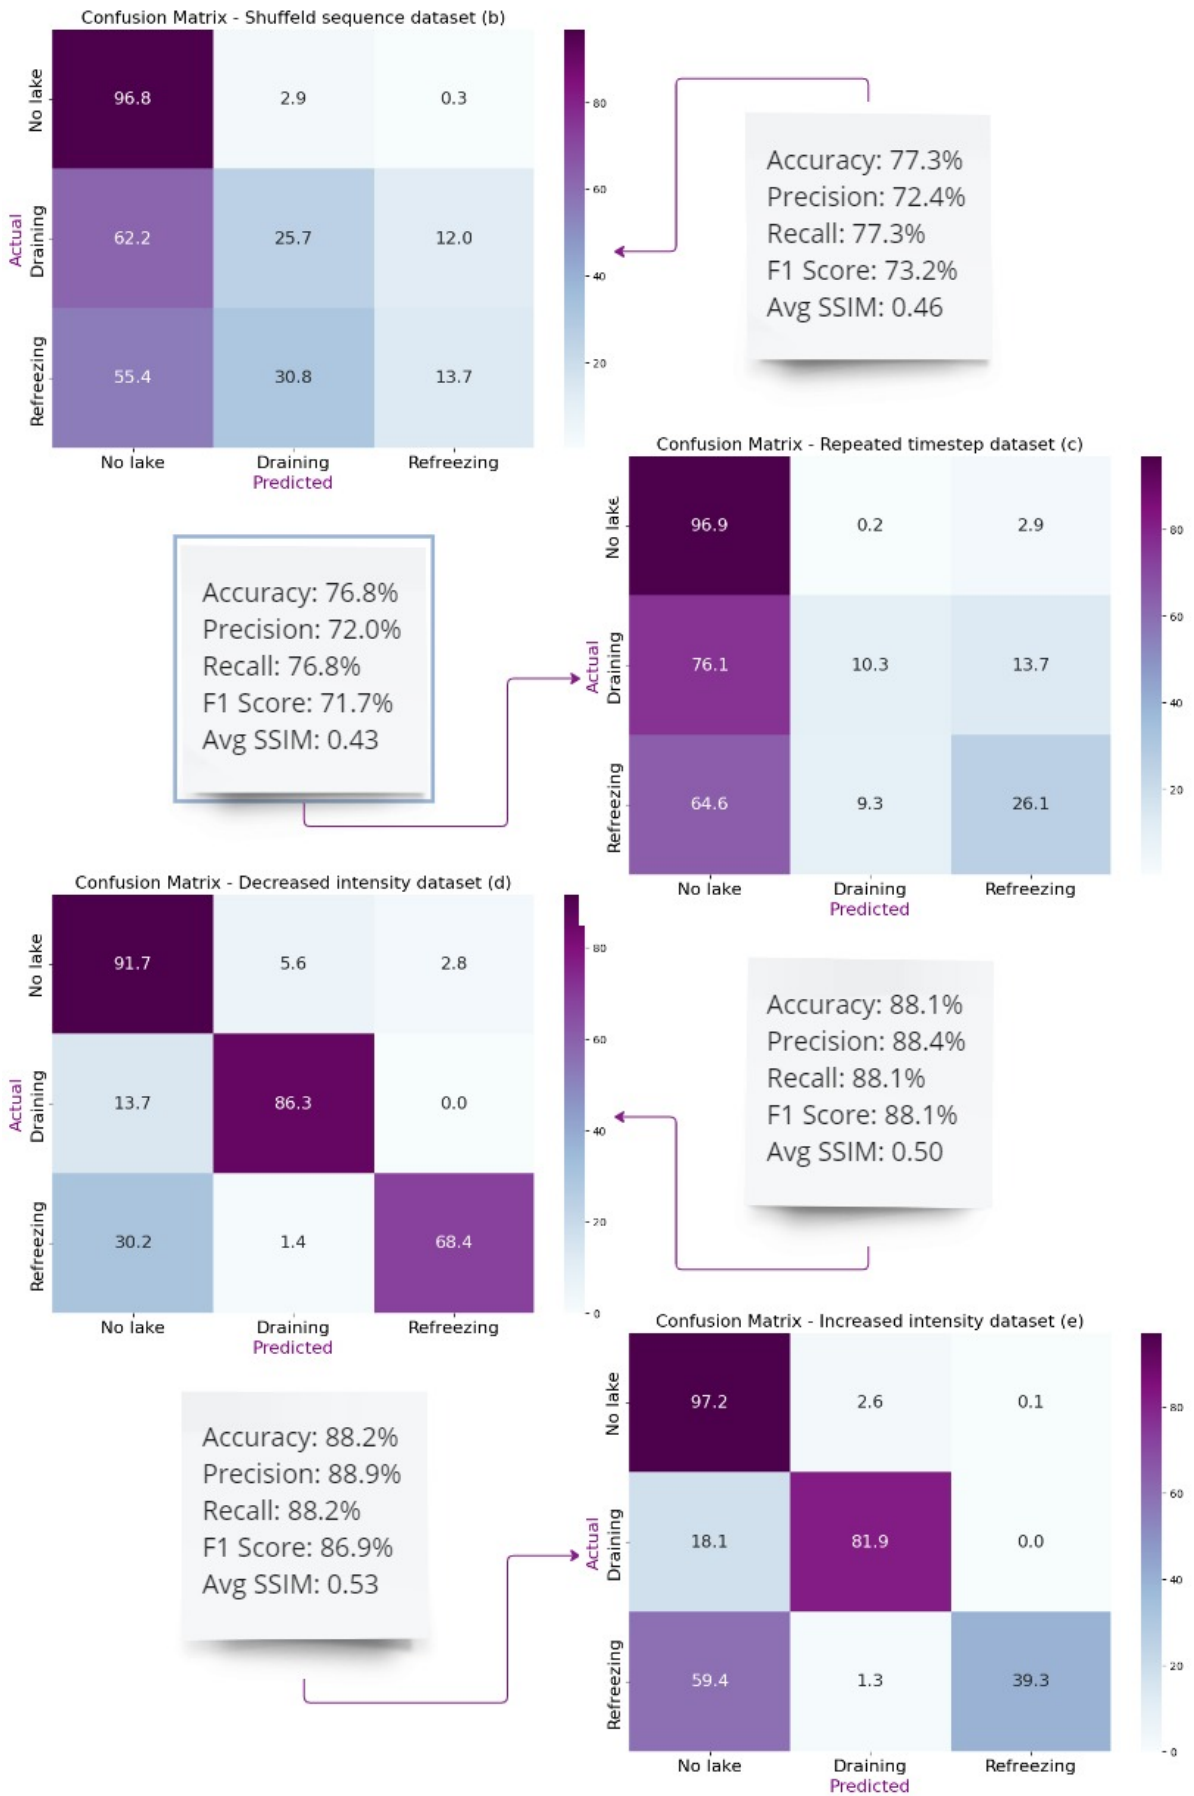 Confusion Matrix - Shuffeld sequence dataset (b)
No lake
96.8
2.9
0.3
Actual
Draining
62.2
25.7
12.0
Refreezing
55.4
30.8
13.7
No lake
Draining
Refreezing
Predicted
80
60
40
20
Accuracy: 77.3%
Precision: 72.4%
Recall: 77.3%
F1 Score: 73.2%
Avg SSIM: 0.46
Confusion Matrix - Repeated timestep dataset (c)
No lake
96.9
0.2
2.9
Actual
Draining
76.1
10.3
13.7
Refreezing
64.6
9.3
26.1
No lake
Draining
Refreezing
Predicted
80
60
40
20
Accuracy: 76.8%
Precision: 72.0%
Recall: 76.8%
F1 Score: 71.7%
Avg SSIM: 0.43
Confusion Matrix - Decreased intensity dataset (d)
No lake
91.7
5.6
2.8
Actual
Draining
13.7
86.3
0.0
Refreezing
30.2
1.4
68.4
No lake
Draining
Refreezing
Predicted
80
60
40
20
0
Accuracy: 88.1%
Precision: 88.4%
Recall: 88.1%
F1 Score: 88.1%
Avg SSIM: 0.50
Confusion Matrix - Increased intensity dataset (e)
No lake
97.2
2.6
0.1
Actual
Draining
18.1
81.9
0.0
Refreezing
59.4
1.3
39.3
No lake
Draining
Refreezing
Predicted
80
60
40
20
0
Accuracy: 88.2%
Precision: 88.9%
Recall: 88.2%
F1 Score: 86.9%
Avg SSIM: 0.53